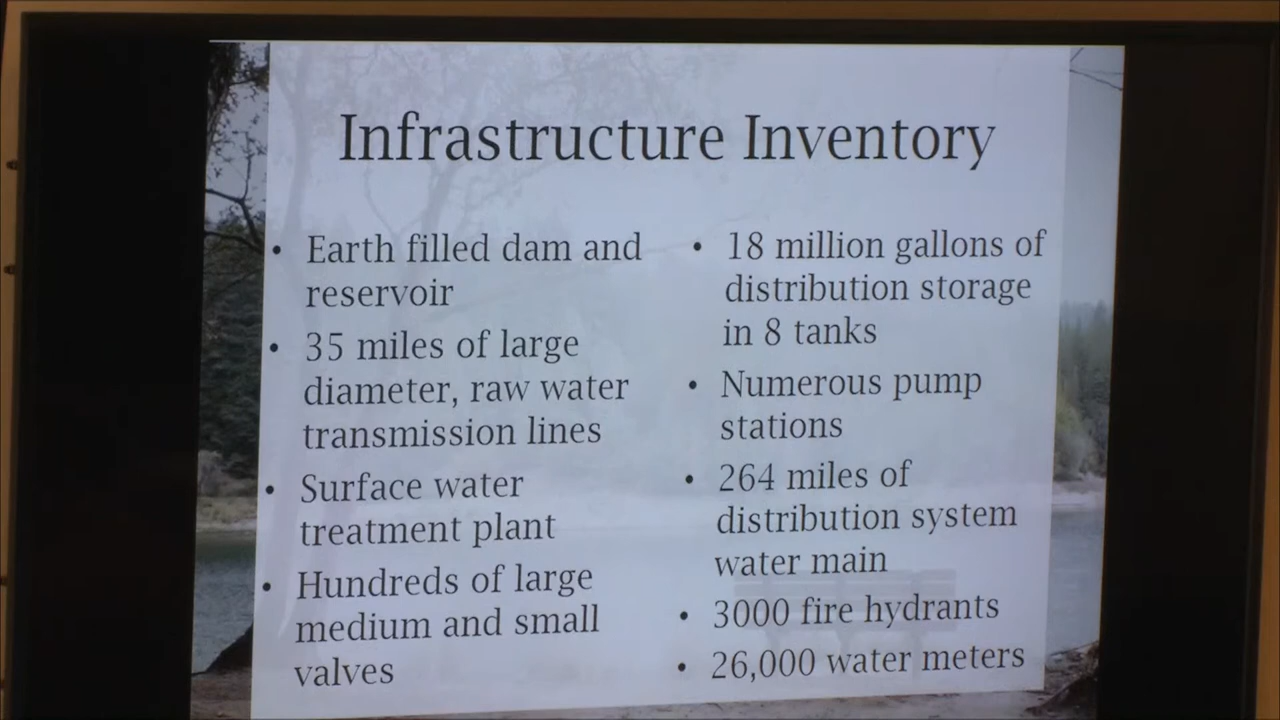 Infrastructure Inventory
• Earth filled dam and
reservoir
• 35 miles of large
diameter, raw water
transmission lines
• Surface water
treatment plant
• Hundreds of large
medium and small
valves
• 18 million gallons of
distribution storage
in 8 tanks
• Numerous pump
stations
• 264 miles of
distribution system
water main
• 3000 fire hydrants
• 26,000 water meters